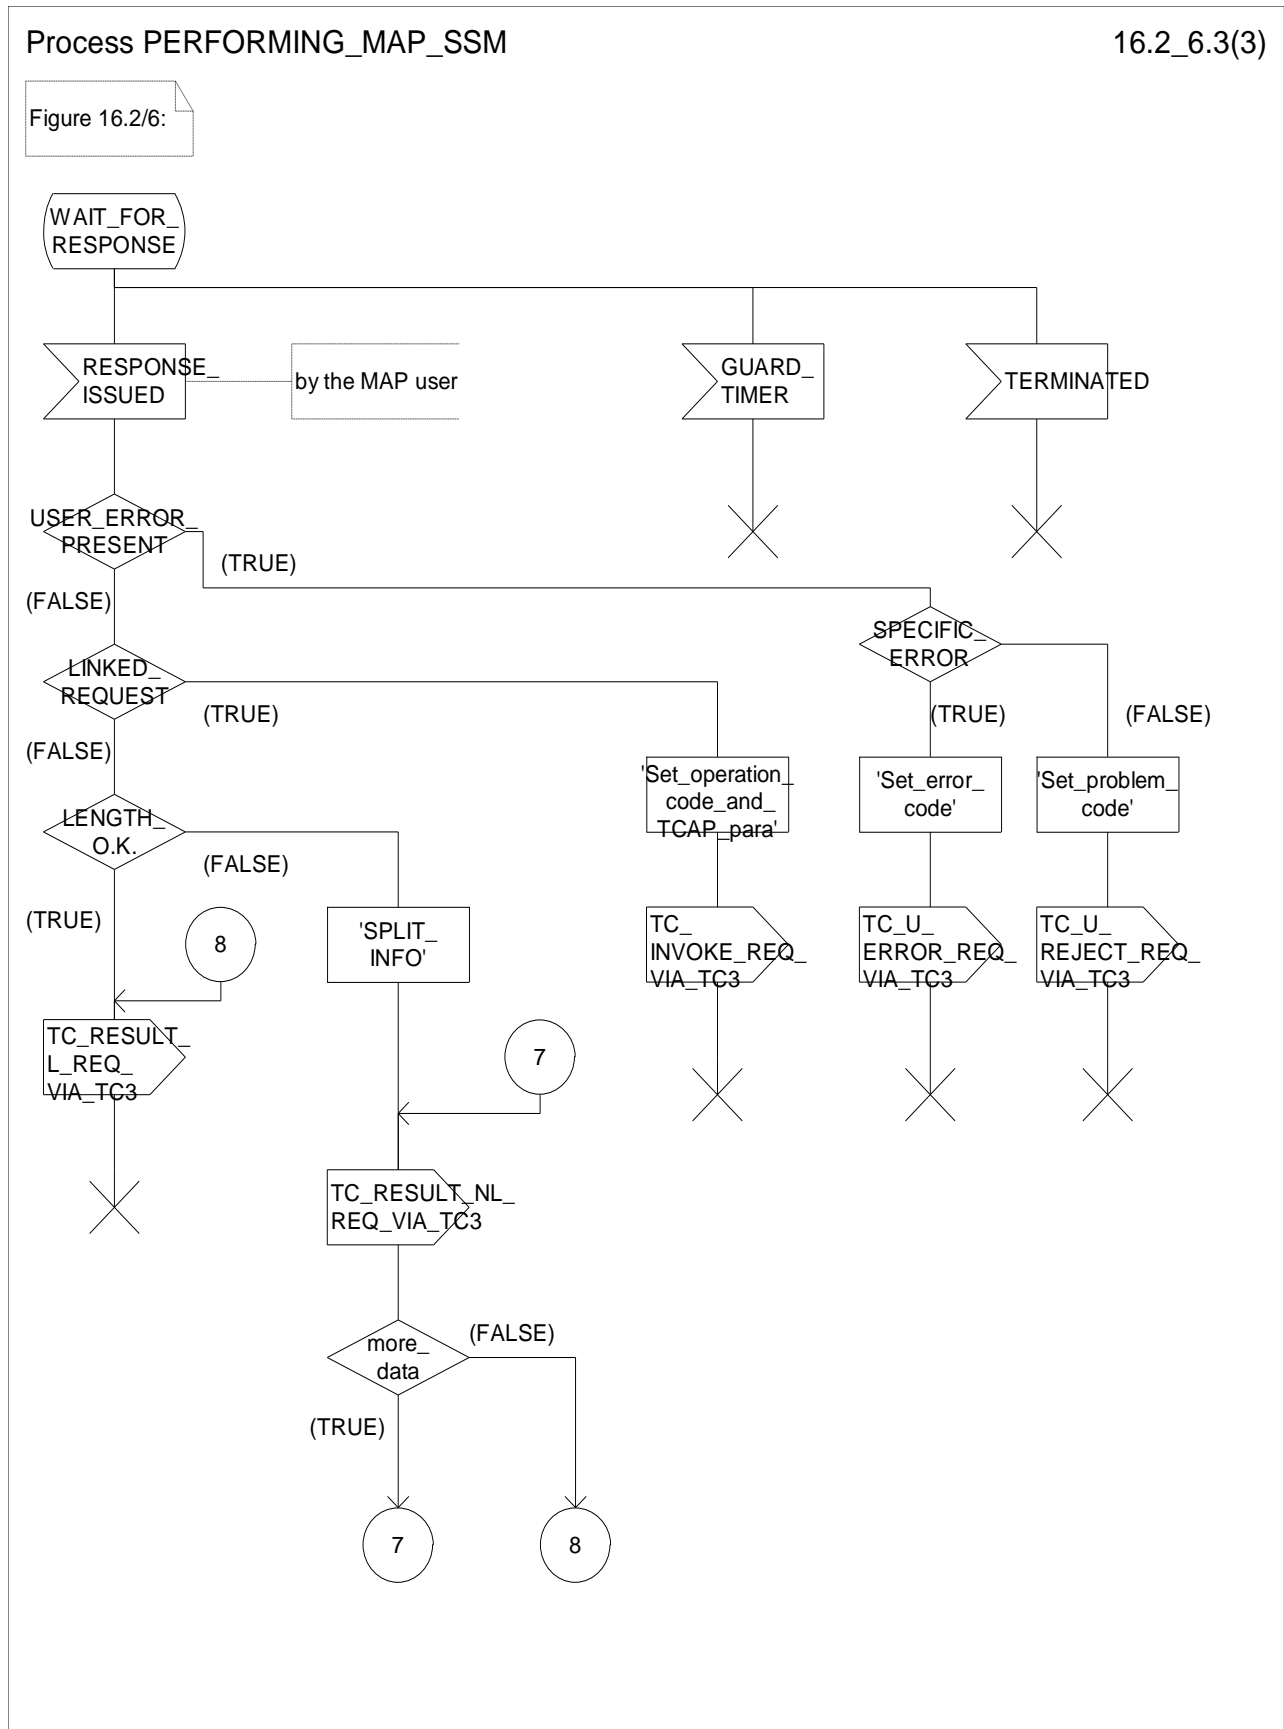 Process PERFORMING_MAP_SSM
16.2_6.3(3)
Figure 16.2/6:
WAIT_FOR_
RESPONSE
RESPONSE_
ISSUED
by the MAP user
GUARD_
TIMER
TERMINATED
USER_ERROR_
PRESENT
(TRUE)
(FALSE)
SPECIFIC_
ERROR
LINKED_
REQUEST
(TRUE)
(TRUE)
(FALSE)
(FALSE)
'Set_operation_
code_and_
TCAP_para'
'Set_error_
code'
'Set_problem_
code'
LENGTH_
O.K.
(FALSE)
(TRUE)
8
'SPLIT_
INFO'
TC_
INVOKE_REQ_
VIA_TC3
TC_U_
ERROR_REQ_
VIA_TC3
TC_U_
REJECT_REQ_
VIA_TC3
TC_RESULT_
L_REQ_
VIA_TC3
7
TC_RESULT_NL_
REQ_VIA_TC3
more_
data
(FALSE)
(TRUE)
7
8